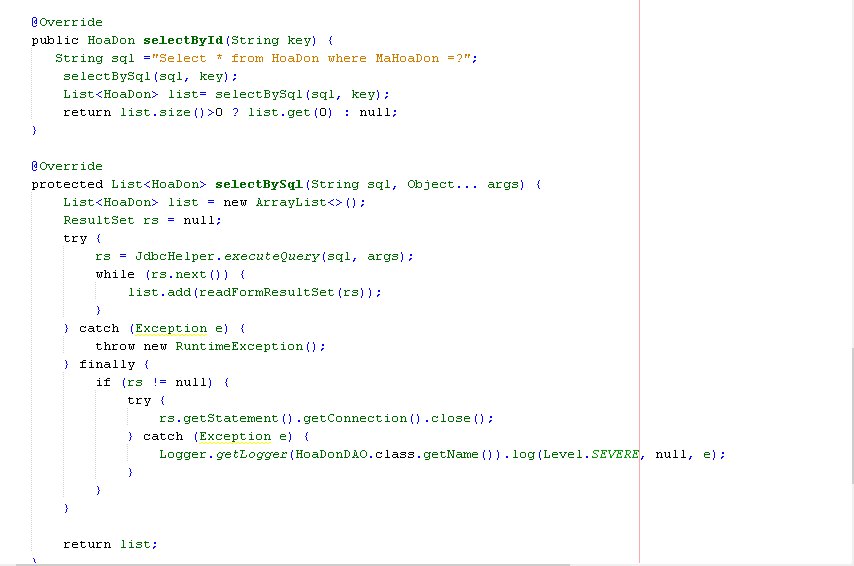 @Override
public HoaDon selectById(String key) {
String sql ="Select * from HoaDon where MaHoaDon =?";
selectBySql(sql, key);
List<HoaDon> list= selectBySql(sql, key);
return list.size()>0 ? list.get(0) : null;
}
@Override
protected List<HoaDon> selectBySql(String sql, Object... args) {
List<HoaDon> list = new ArrayList<>();
ResultSet rs = null;
try {
rs = JdbcHelper.executeQuery(sql, args);
while (rs.next()) {
list.add(readFormResultSet(rs));
}
} catch (Exception e) {
throw new RuntimeException();
} finally {
if (rs != null) {
try {
rs.getStatement().getConnection().close();
} catch (Exception e) {
Logger.getLogger(HoaDonDAO.class.getName()).log(Level.SEVERE, null, e);
}
}
}
return list;
}